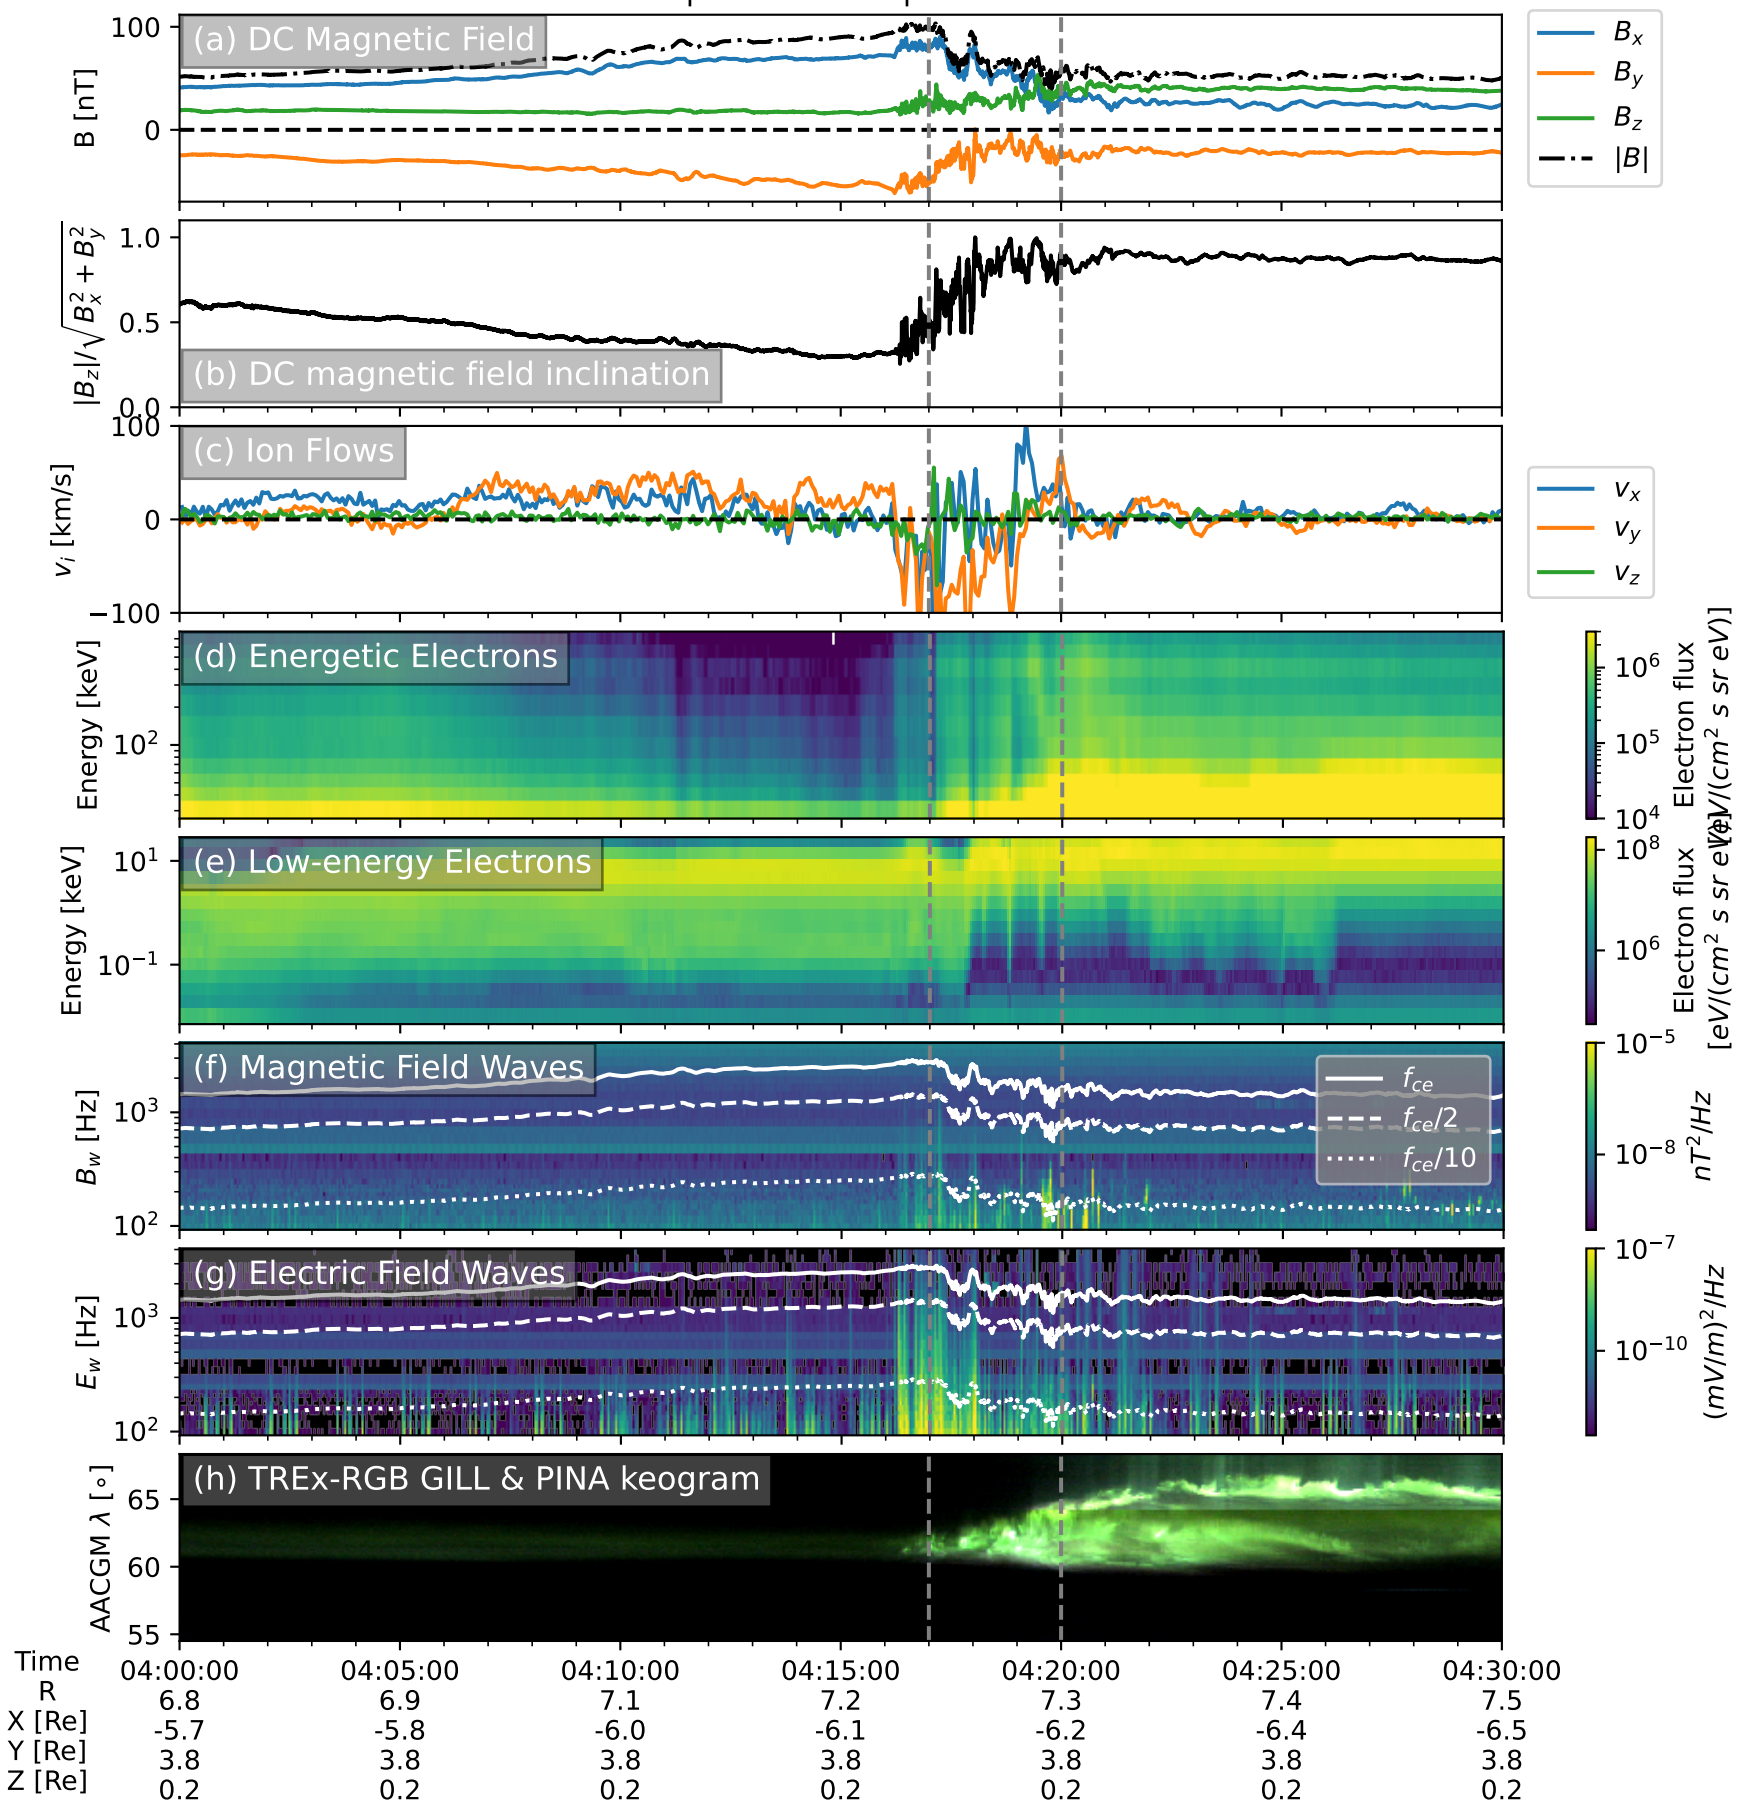 (a) DC Magnetic Field
B [nT]
100
0
B_x
B_y
B_z
|B|
(b) DC magnetic field inclination
|B_z|/√B_x^2 + B_y^2
1.0
0.5
0.0
(c) Ion Flows
v_i [km/s]
100
0
−100
v_x
v_y
v_z
(d) Energetic Electrons
Energy [keV]
10^2
10^6
10^5
10^4
Electron flux
[eV/(cm^2 s sr eV)]
(e) Low-energy Electrons
Energy [keV]
10^1
10^−1
10^8
10^6
Electron flux
[eV/(cm^2 s sr eV)]
(f) Magnetic Field Waves
B_w [Hz]
10^3
10^2
f_ce
f_ce/2
f_ce/10
10^−5
10^−8
nT^2/Hz
(g) Electric Field Waves
E_w [Hz]
10^3
10^2
10^−7
10^−10
(mV/m)^2/Hz
(h) TREx-RGB GILL & PINA keogram
AACGM λ [∘]
65
60
55
Time 04:00:00 04:05:00 04:10:00 04:15:00 04:20:00 04:25:00 04:30:00
R 6.8 6.9 7.1 7.2 7.3 7.4 7.5
X [Re] -5.7 -5.8 -6.0 -6.1 -6.2 -6.4 -6.5
Y [Re] 3.8 3.8 3.8 3.8 3.8 3.8 3.8
Z [Re] 0.2 0.2 0.2 0.2 0.2 0.2 0.2